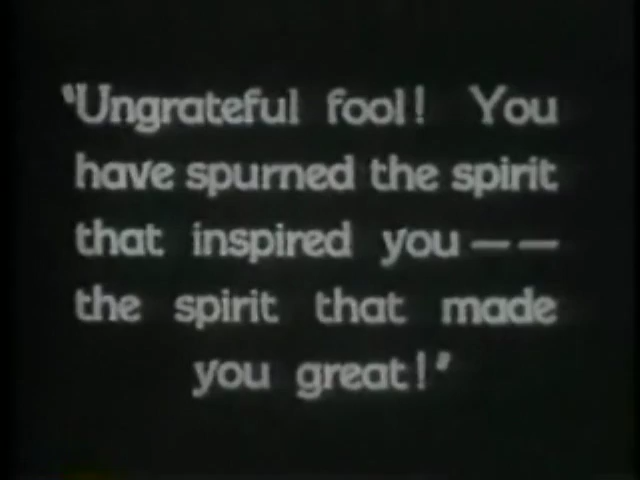 "Ungrateful fool! You
have spurned the spirit
that inspired you——
the spirit that made
you great!"